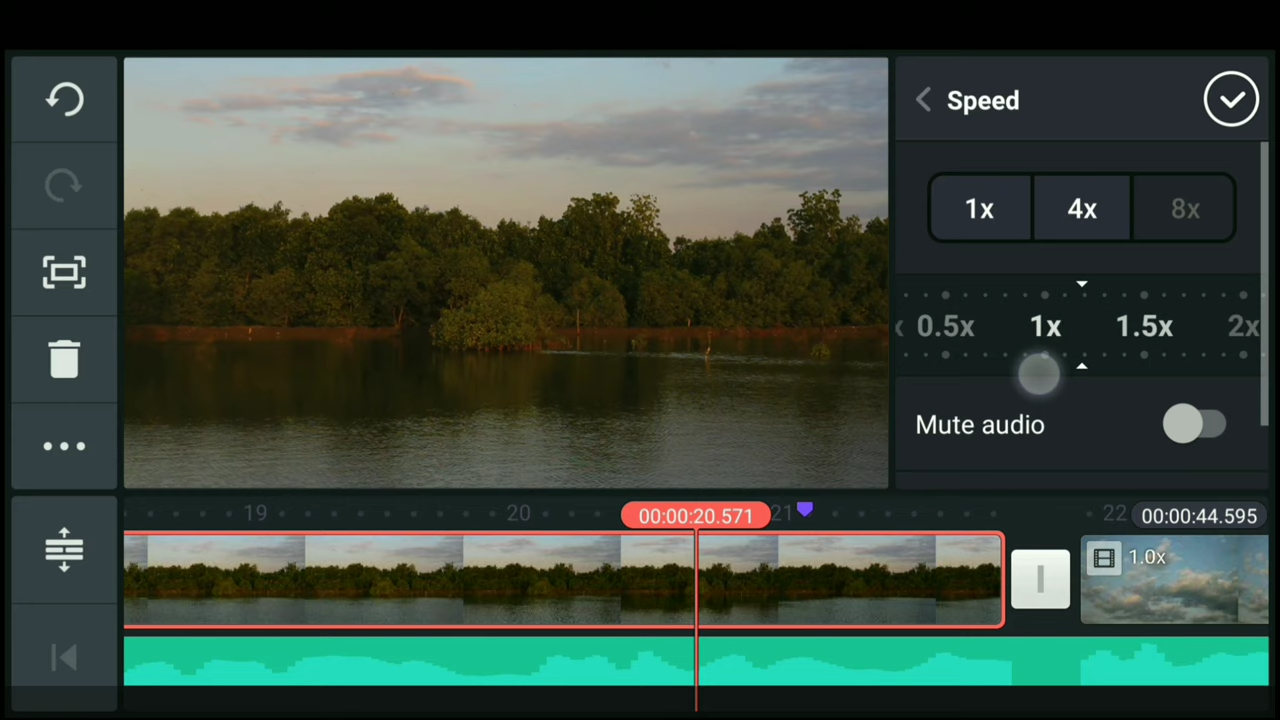 Speed
1x 4x 8x
0.5x 1x 1.5x 2x
Mute audio
19 20 00:00:20.571 21 22 00:00:44.595
1.0x